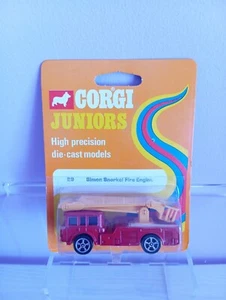 CORGI
JUNIORS
High precision
die-cast models
Simon Snorkel Fire Engine